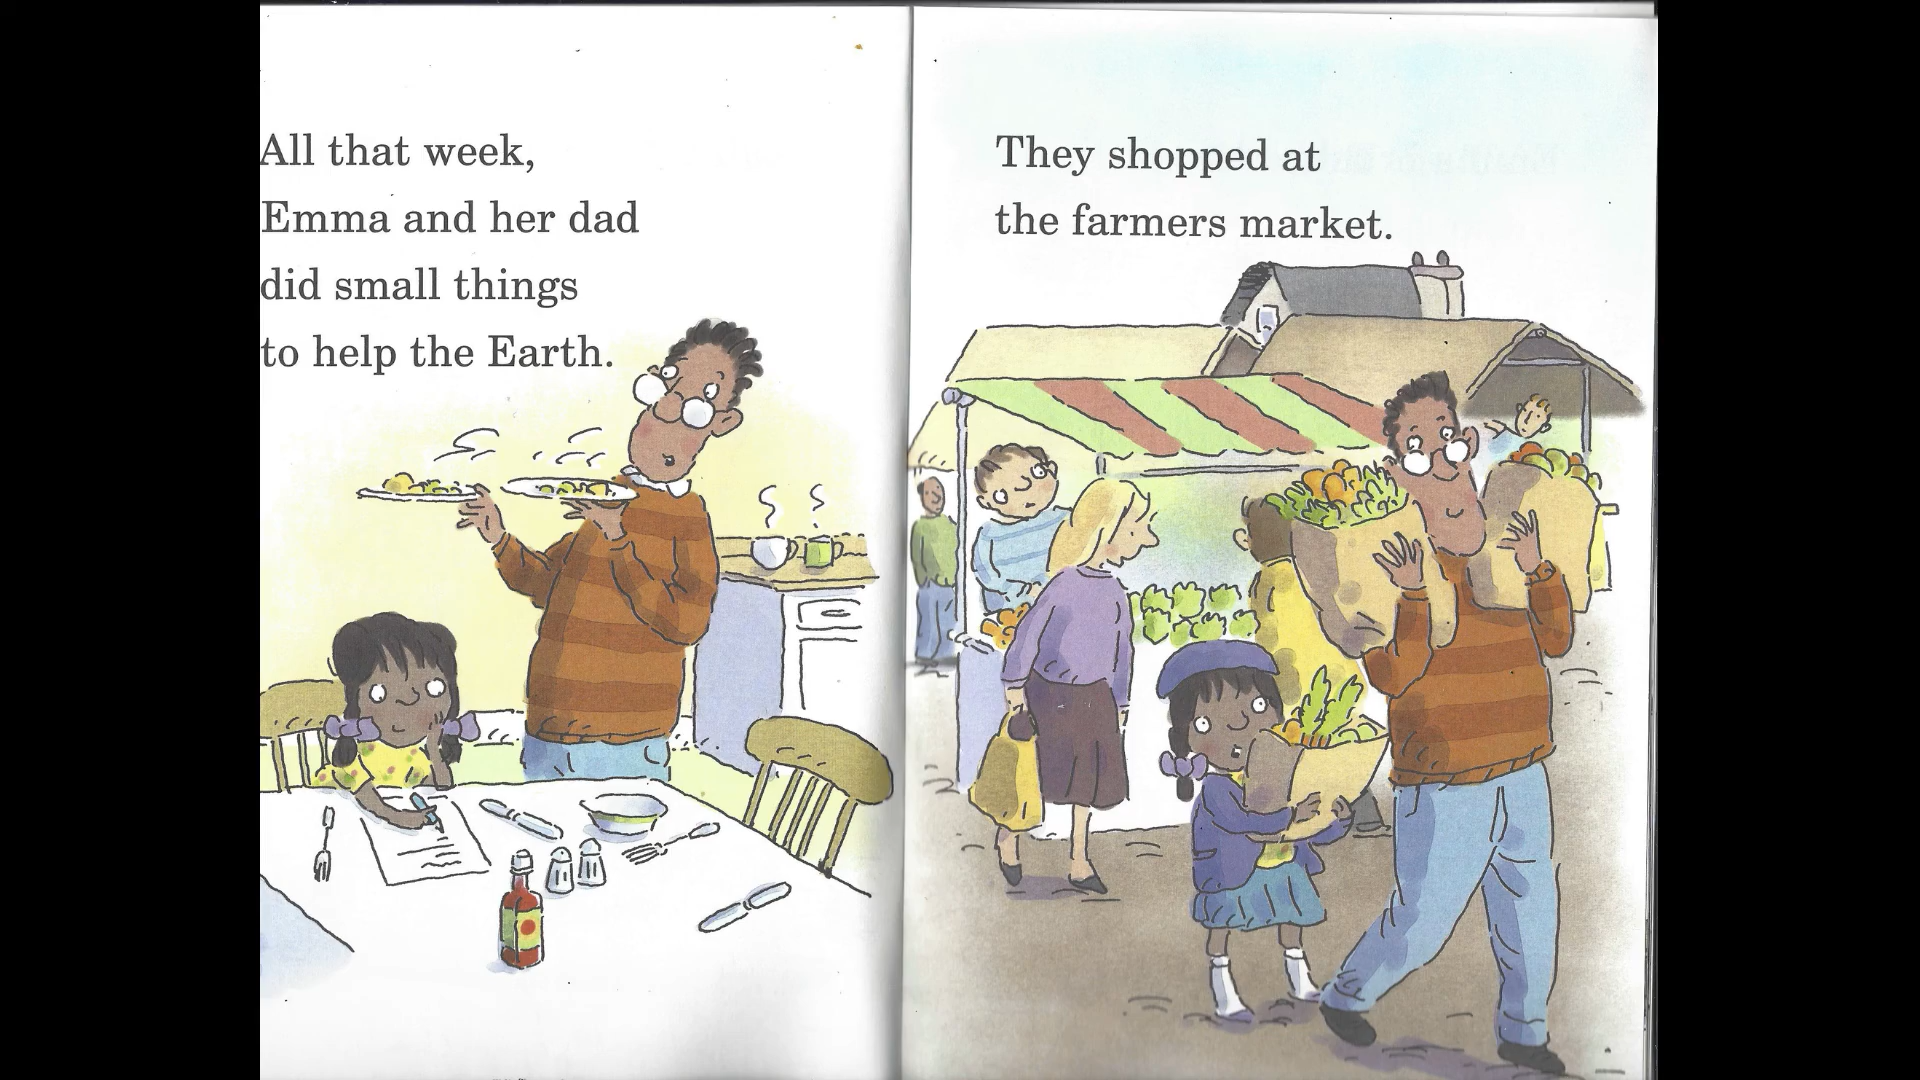 All that week,
Emma and her dad
did small things
to help the Earth.
They shopped at
the farmers market.